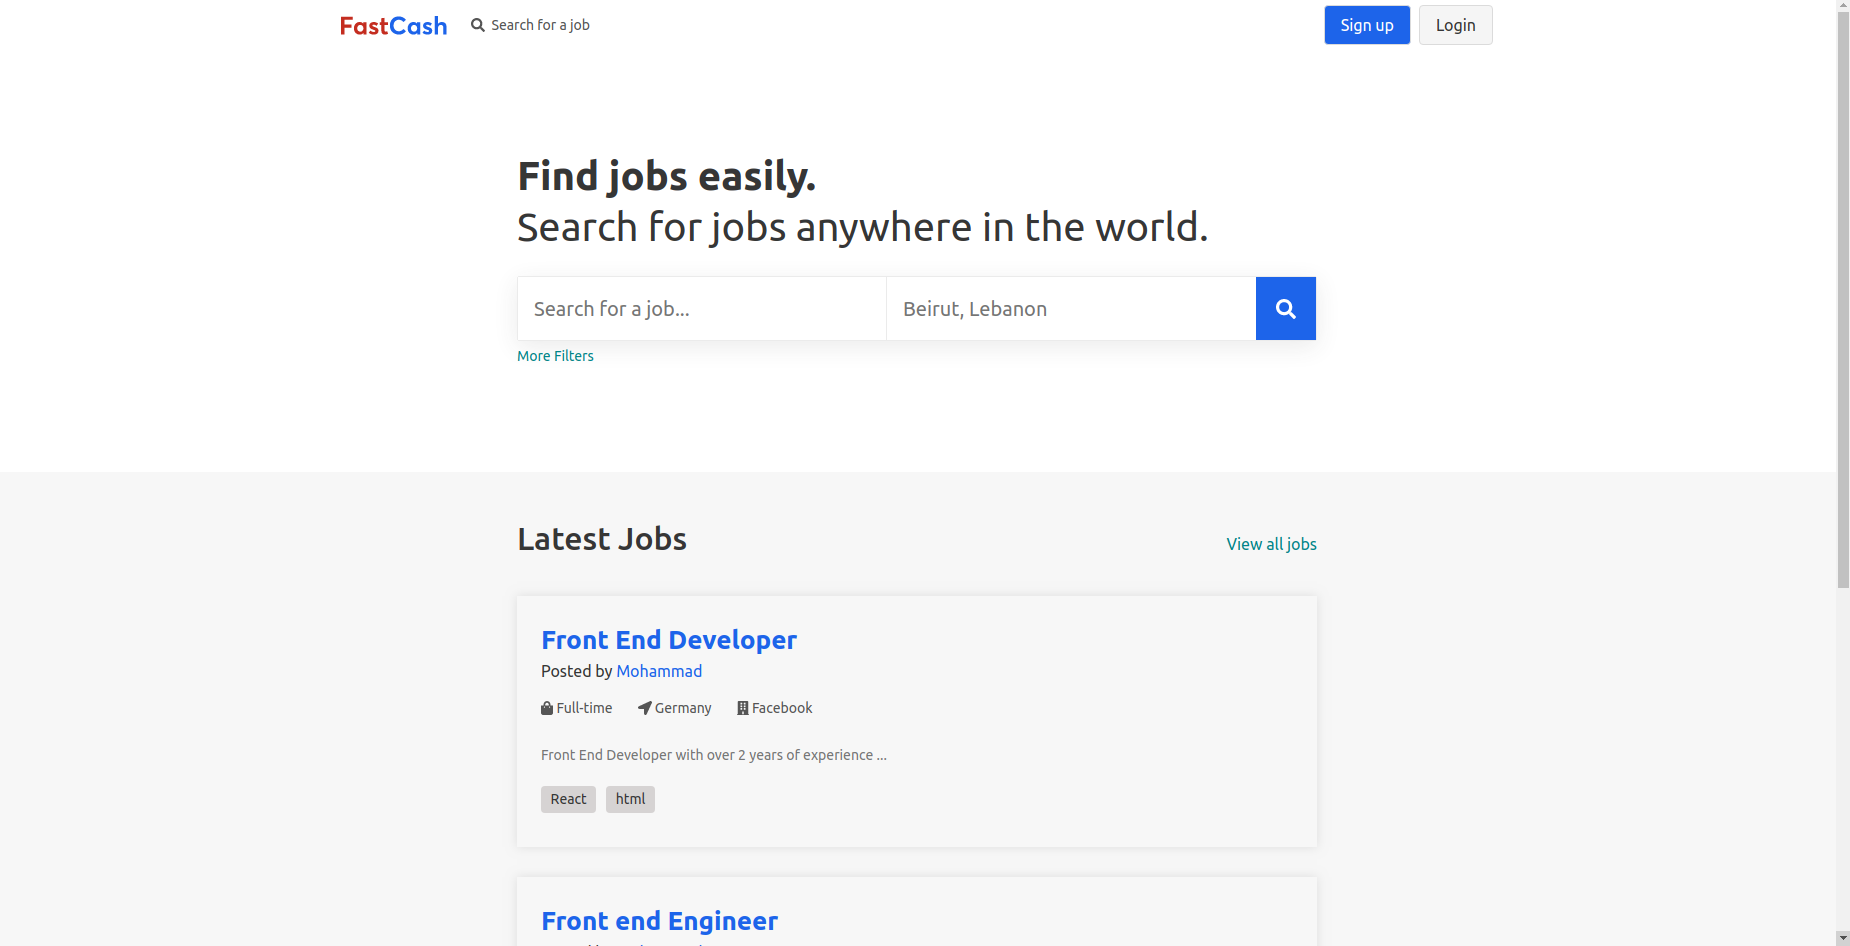 FastCash Search for a job Sign up Login
Find jobs easily.
Search for jobs anywhere in the world.
Search for a job... Beirut, Lebanon
More Filters
Latest Jobs View all jobs
Front End Developer
Posted by Mohammad
Full-time Germany Facebook
Front End Developer with over 2 years of experience ...
React html
Front end Engineer